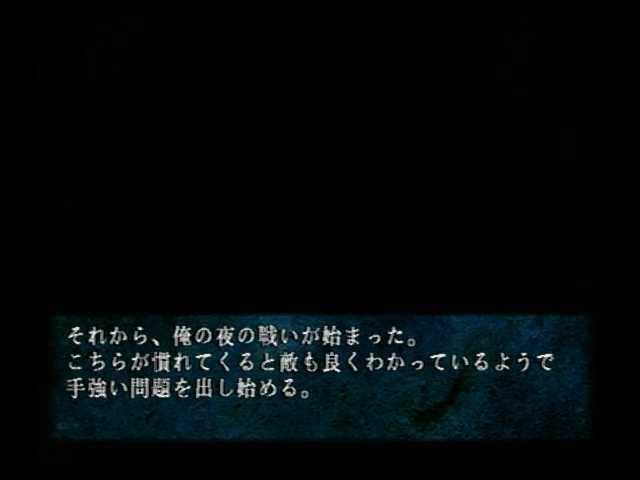 それから、俺の夜の戦いが始まった。
こちらが慣れてくると敵も良くわかっているようで
手強い問題を出し始める。